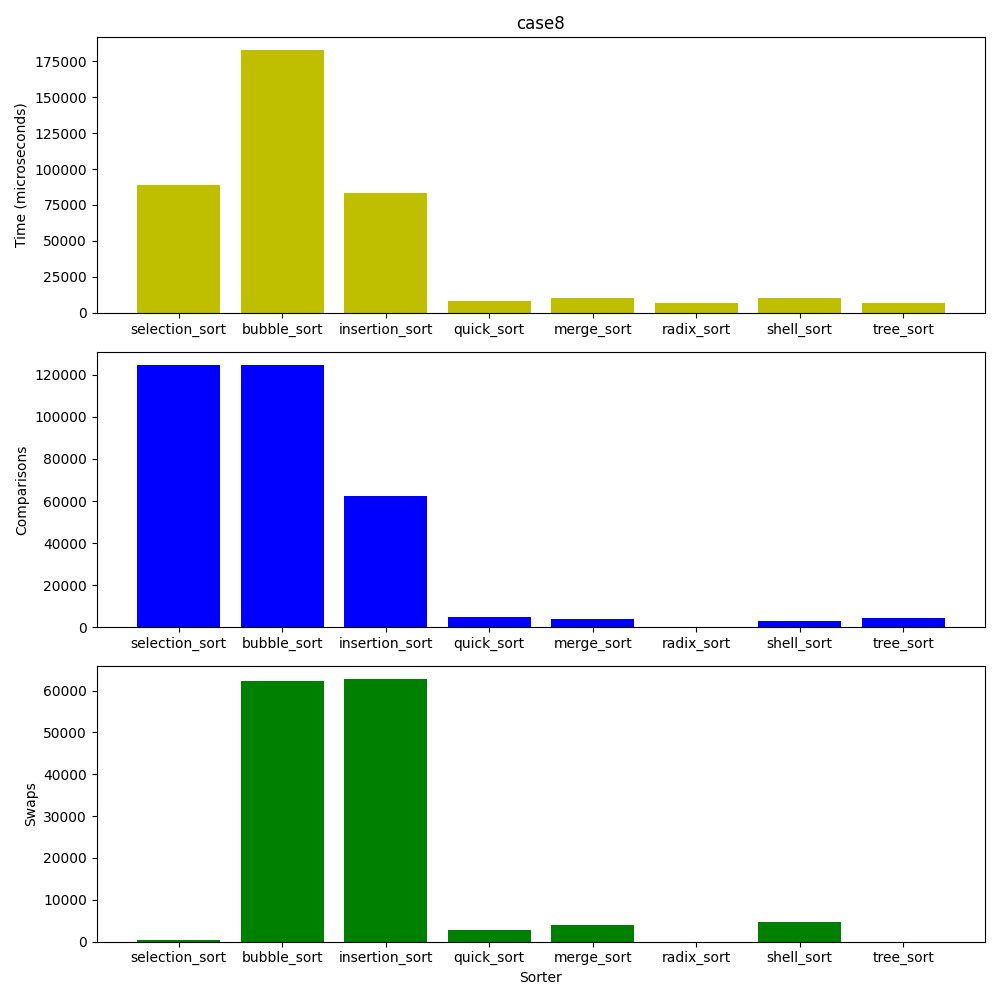 case8
Time (microseconds)
175000
150000
125000
100000
75000
50000
25000
0
selection_sort bubble_sort insertion_sort quick_sort merge_sort radix_sort shell_sort tree_sort
Comparisons
120000
100000
80000
60000
40000
20000
0
selection_sort bubble_sort insertion_sort quick_sort merge_sort radix_sort shell_sort tree_sort
Swaps
60000
50000
40000
30000
20000
10000
0
selection_sort bubble_sort insertion_sort quick_sort merge_sort radix_sort shell_sort tree_sort
Sorter